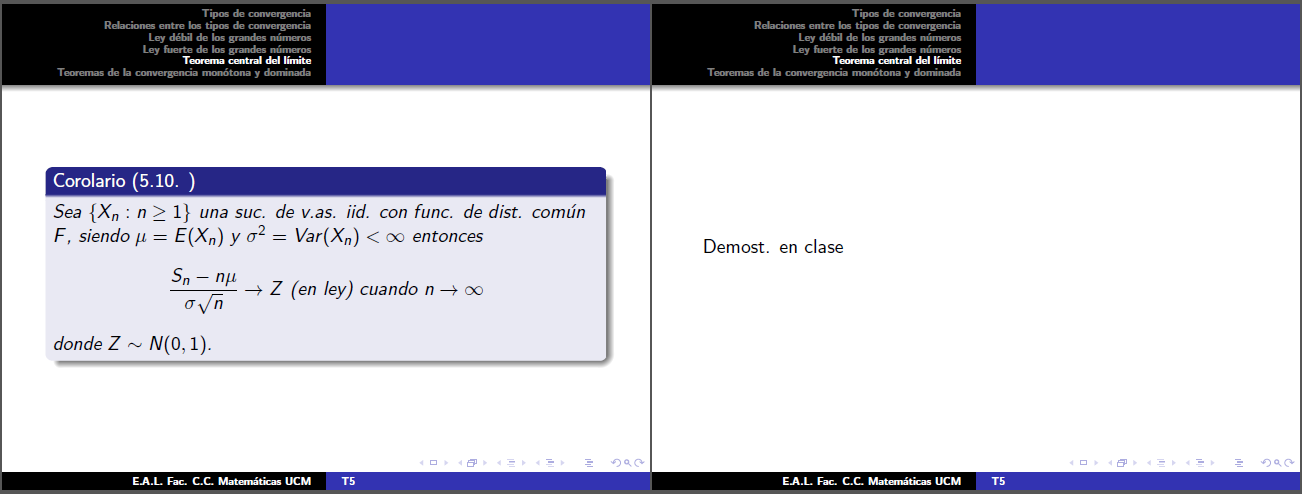 Tipos de convergencia
Relaciones entre los tipos de convergencia
Ley débil de los grandes números
Ley fuerte de los grandes números
Teorema central del límite
Teoremas de la convergencia monótona y dominada
Corolario (5.10. )
Sea {Xₙ : n ≥ 1} una suc. de v.as. iid. con func. de dist. común
F, siendo μ = E(Xₙ) y σ² = Var(Xₙ) < ∞ entonces
(Sₙ − nμ)/(σ√n) → Z (en ley) cuando n → ∞
donde Z ∼ N(0, 1).
E.A.L. Fac. C.C. Matemáticas UCM T5
Tipos de convergencia
Relaciones entre los tipos de convergencia
Ley débil de los grandes números
Ley fuerte de los grandes números
Teorema central del límite
Teoremas de la convergencia monótona y dominada
Demost. en clase
E.A.L. Fac. C.C. Matemáticas UCM T5